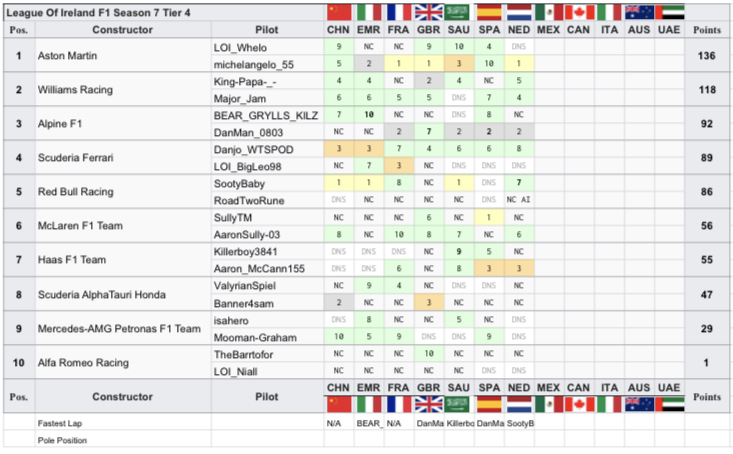 League Of Ireland F1 Season 7 Tier 4
Pos. Constructor Pilot CHN EMR FRA GBR SAU SPA NED MEX CAN ITA AUS UAE Points
1 Aston Martin 136
LOI_Whelo 9 NC NC 9 10 4 DNS
michelangelo_55 5 2 1 1 3 10 1
2 Williams Racing 118
King-Papa-_- 4 4 NC 2 4 NC 5
Major_Jam 6 6 5 5 DNS 7 4
3 Alpine F1 92
BEAR_GRYLLS_KILZ 7 10 NC NC DNS 8 NC
DanMan_0803 NC NC 2 7 2 2 2
4 Scuderia Ferrari 89
Danjo_WTSPOD 3 3 7 4 6 6 8
LOI_BigLeo98 NC 7 3 NC NC DNS NC
5 Red Bull Racing 86
SootyBaby 1 1 8 NC 1 DNS 7
RoadTwoRune DNS NC NC NC DNS DNS NC AI
6 McLaren F1 Team 56
SullyTM NC NC NC 6 NC 1 NC
AaronSully-03 8 NC 10 8 7 NC 6
7 Haas F1 Team 55
Killerboy3841 DNS DNS DNS NC 9 5 NC
Aaron_McCann155 DNS DNS 6 NC 8 3 3
8 Scuderia AlphaTauri Honda 47
ValyrianSpiel NC 9 4 NC DNS DNS NC
Banner4sam 2 NC NC 3 NC NC NC
9 Mercedes-AMG Petronas F1 Team 29
isahero DNS 8 NC NC 5 NC NC
Mooman-Graham 10 5 9 DNS DNS 9 DNS
10 Alfa Romeo Racing 1
TheBarrtofor NC NC NC 10 NC NC NC
LOI_Niall NC NC NC NC NC DNS DNS
Pos. Constructor Pilot CHN EMR FRA GBR SAU SPA NED MEX CAN ITA AUS UAE Points
Fastest Lap N/A BEAR_ N/A DanMa Killerbo DanMa SootyB
Pole Position